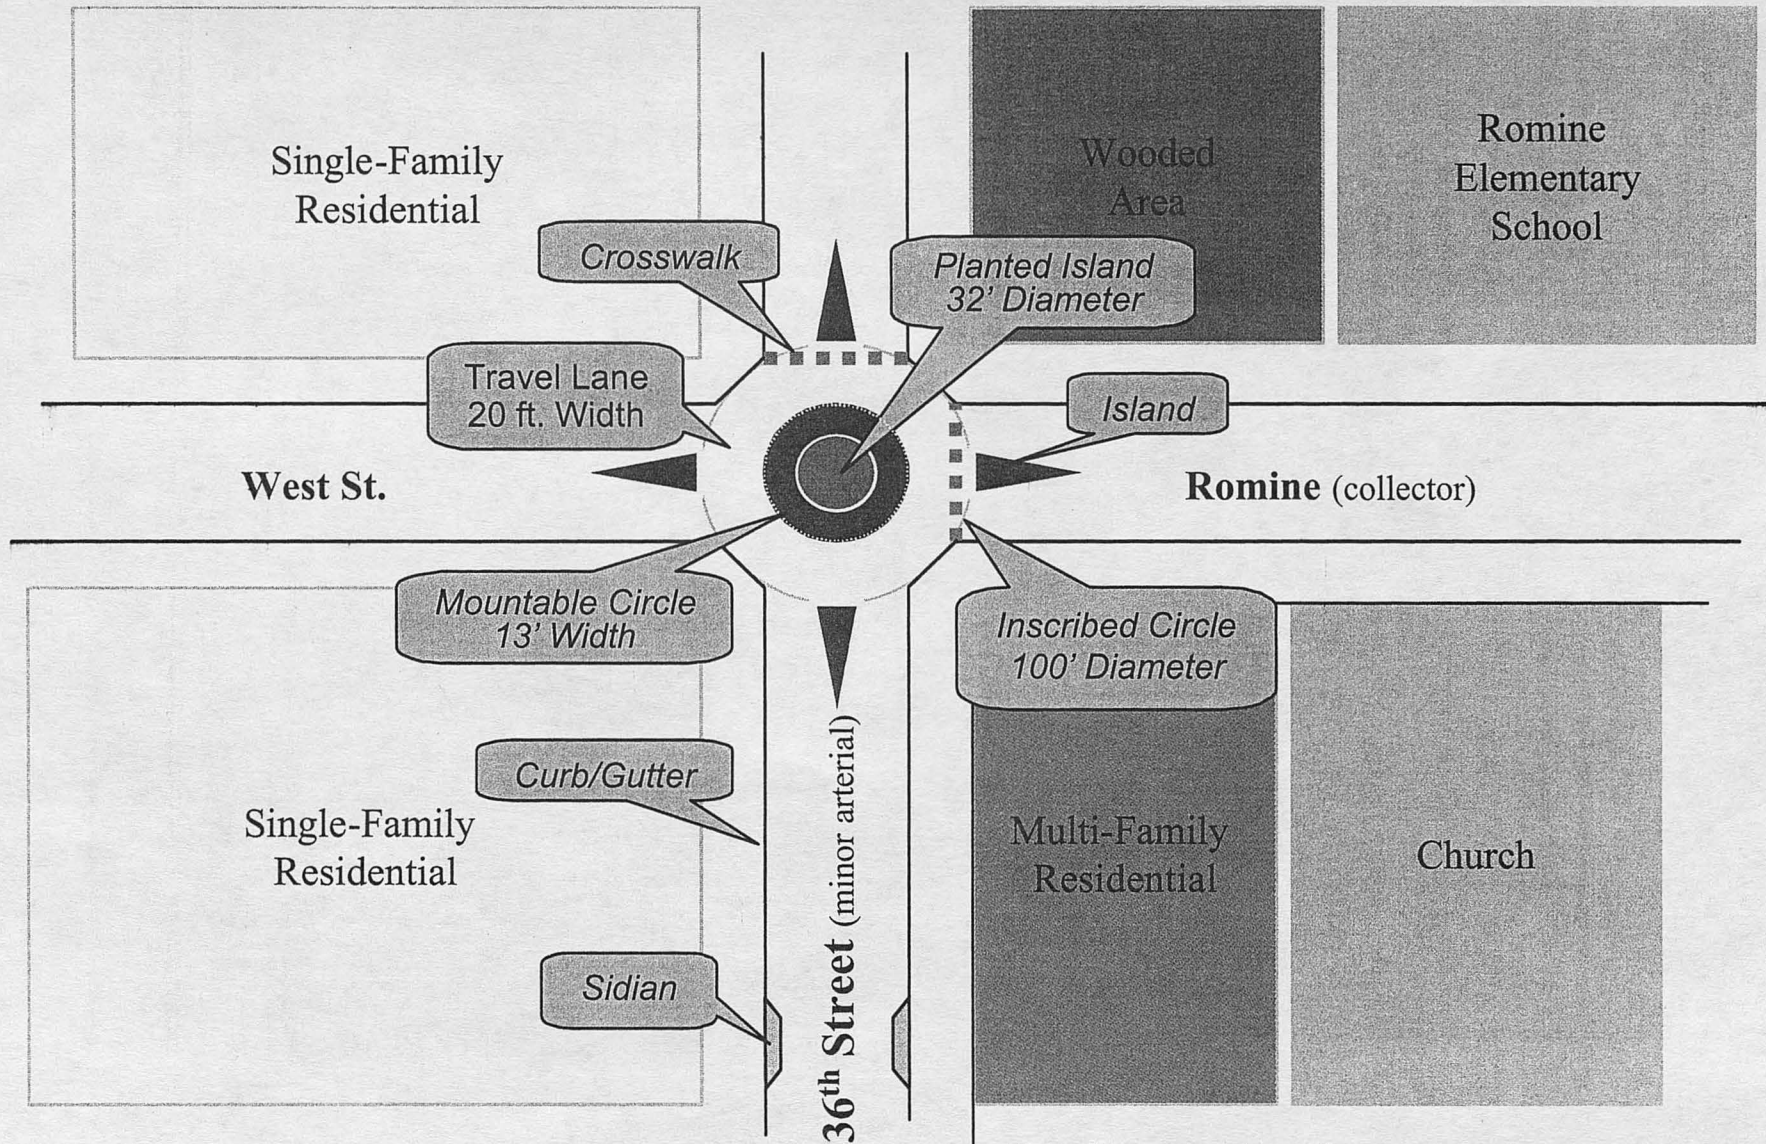 Single-Family
Residential
Wooded
Area
Romine
Elementary
School
Crosswalk
Planted Island
32’ Diameter
Travel Lane
20 ft. Width
Island
West St.
Romine (collector)
Mountable Circle
13’ Width
Inscribed Circle
100’ Diameter
Curb/Gutter
Single-Family
Residential
Multi-Family
Residential
Church
Sidian
36th Street (minor arterial)